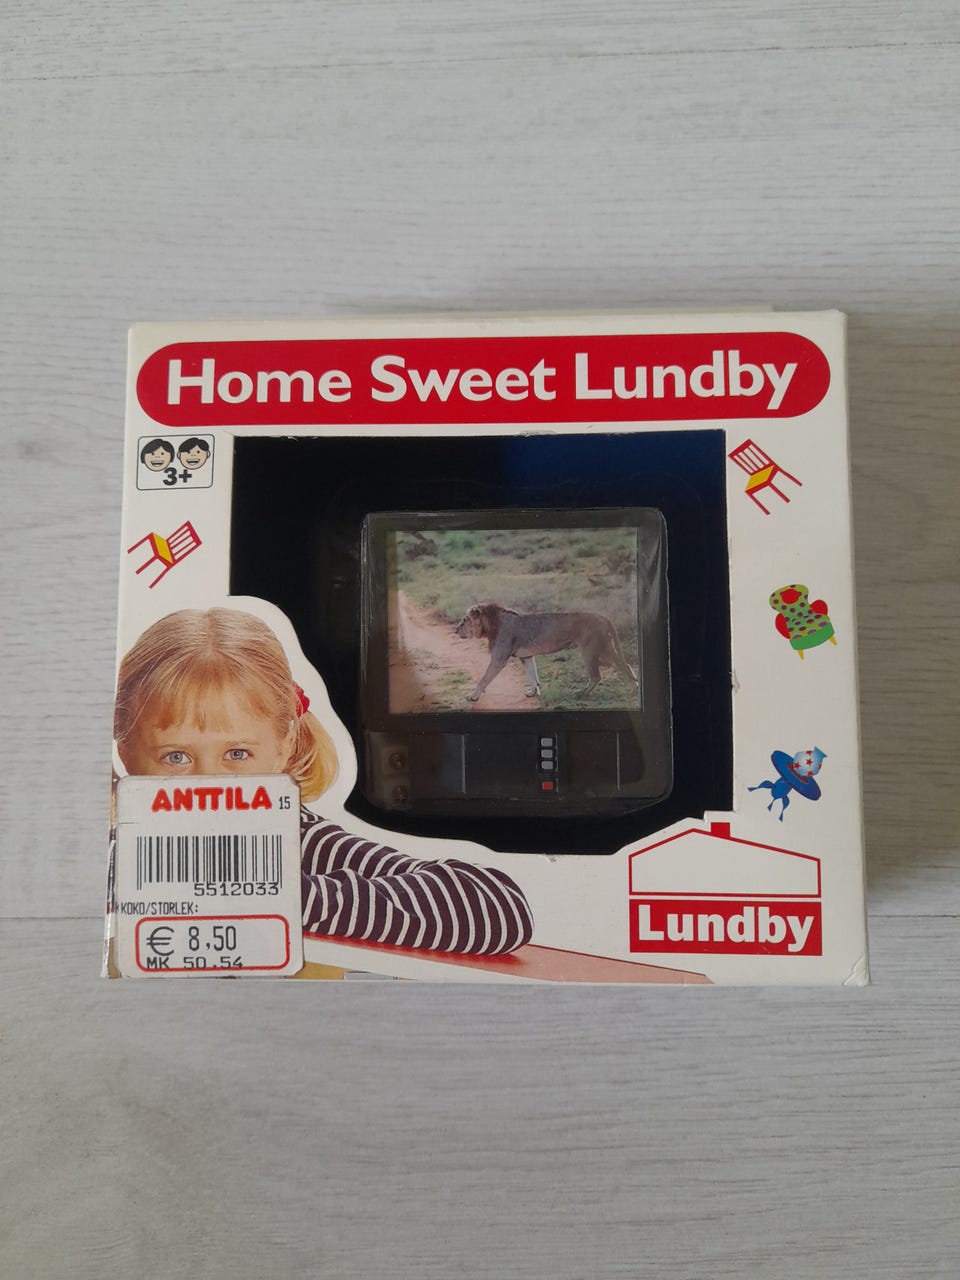 Home Sweet Lundby
3+
ANTTILA 15
5512033
KOKO/STORLEK:
€ 8,50
MK 50.54
Lundby